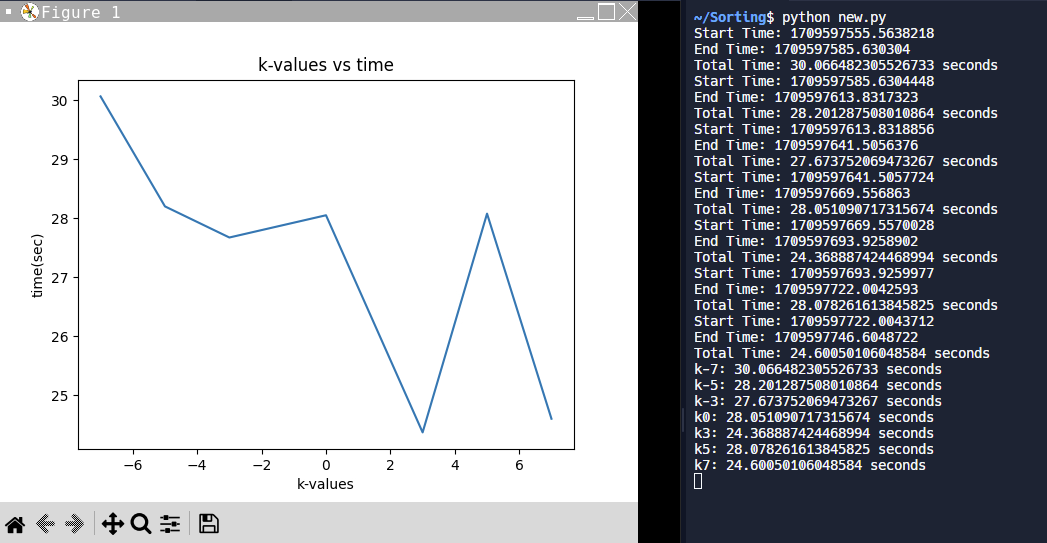 Figure 1
k-values vs time
30
29
28
27
26
25
time(sec)
−6 −4 −2 0 2 4 6
k-values
~/Sorting$ python new.py
Start Time: 1709597555.5638218
End Time: 1709597585.630304
Total Time: 30.066482305526733 seconds
Start Time: 1709597585.6304448
End Time: 1709597613.8317323
Total Time: 28.201287508010864 seconds
Start Time: 1709597613.8318856
End Time: 1709597641.5056376
Total Time: 27.673752069473267 seconds
Start Time: 1709597641.5057724
End Time: 1709597669.556863
Total Time: 28.051090717315674 seconds
Start Time: 1709597669.5570028
End Time: 1709597693.9258902
Total Time: 24.368887424468994 seconds
Start Time: 1709597693.9259977
End Time: 1709597722.0042593
Total Time: 28.078261613845825 seconds
Start Time: 1709597722.0043712
End Time: 1709597746.6048722
Total Time: 24.60050106048584 seconds
k-7: 30.066482305526733 seconds
k-5: 28.201287508010864 seconds
k-3: 27.673752069473267 seconds
k0: 28.051090717315674 seconds
k3: 24.368887424468994 seconds
k5: 28.078261613845825 seconds
k7: 24.60050106048584 seconds